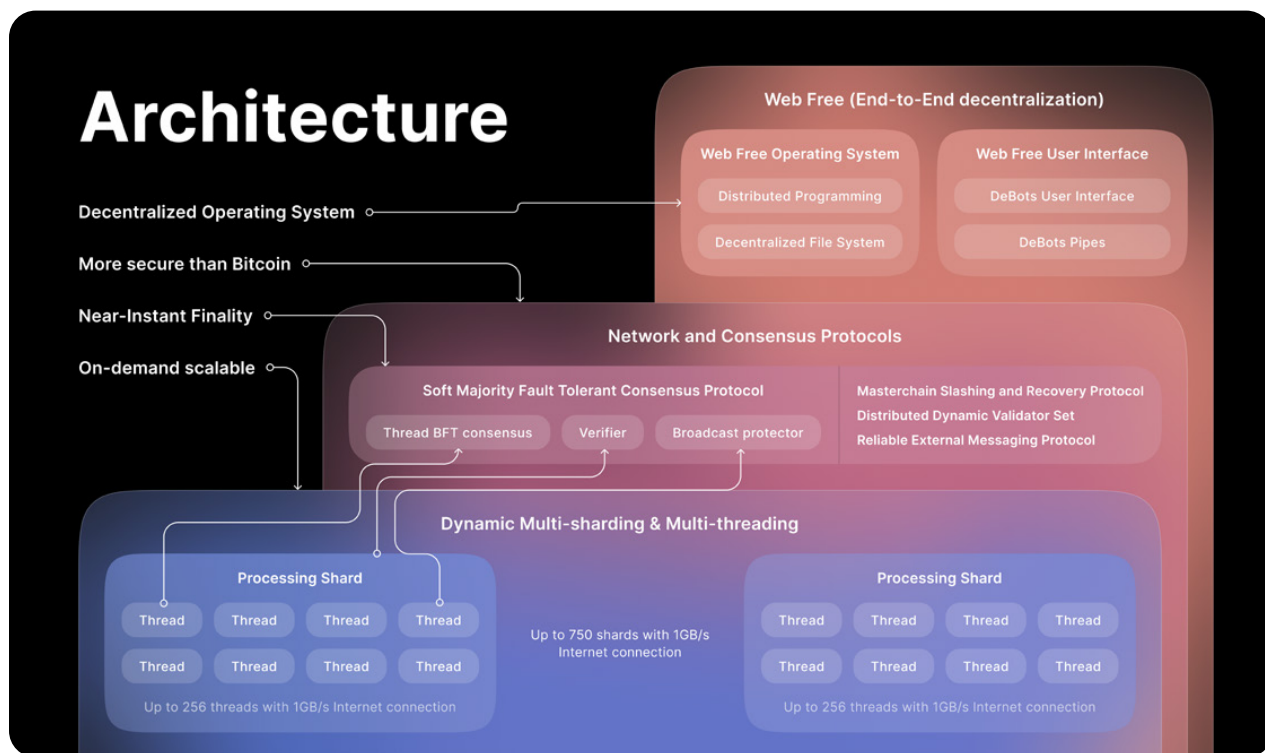 Architecture
Decentralized Operating System
More secure than Bitcoin
Near-Instant Finality
On-demand scalable
Web Free (End-to-End decentralization)
Web Free Operating System
Distributed Programming
Decentralized File System
Web Free User Interface
DeBots User Interface
DeBots Pipes
Network and Consensus Protocols
Soft Majority Fault Tolerant Consensus Protocol
Thread BFT consensus
Verifier
Broadcast protector
Masterchain Slashing and Recovery Protocol
Distributed Dynamic Validator Set
Reliable External Messaging Protocol
Dynamic Multi-sharding & Multi-threading
Processing Shard
Thread Thread Thread Thread
Thread Thread Thread Thread
Up to 256 threads with 1GB/s Internet connection
Up to 750 shards with 1GB/s
Internet connection
Processing Shard
Thread Thread Thread Thread
Thread Thread Thread Thread
Up to 256 threads with 1GB/s Internet connection